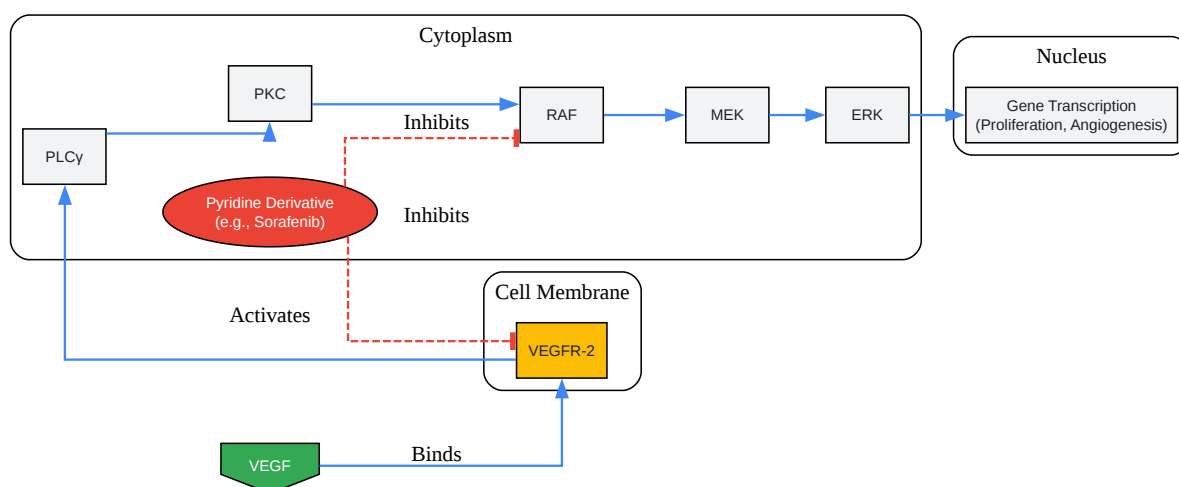 Cytoplasm
Nucleus
PKC
RAF
MEK
ERK
Gene Transcription
(Proliferation, Angiogenesis)
Inhibits
PLCγ
Pyridine Derivative
(e.g., Sorafenib)
Inhibits
Cell Membrane
Activates
VEGFR-2
Binds
VEGF